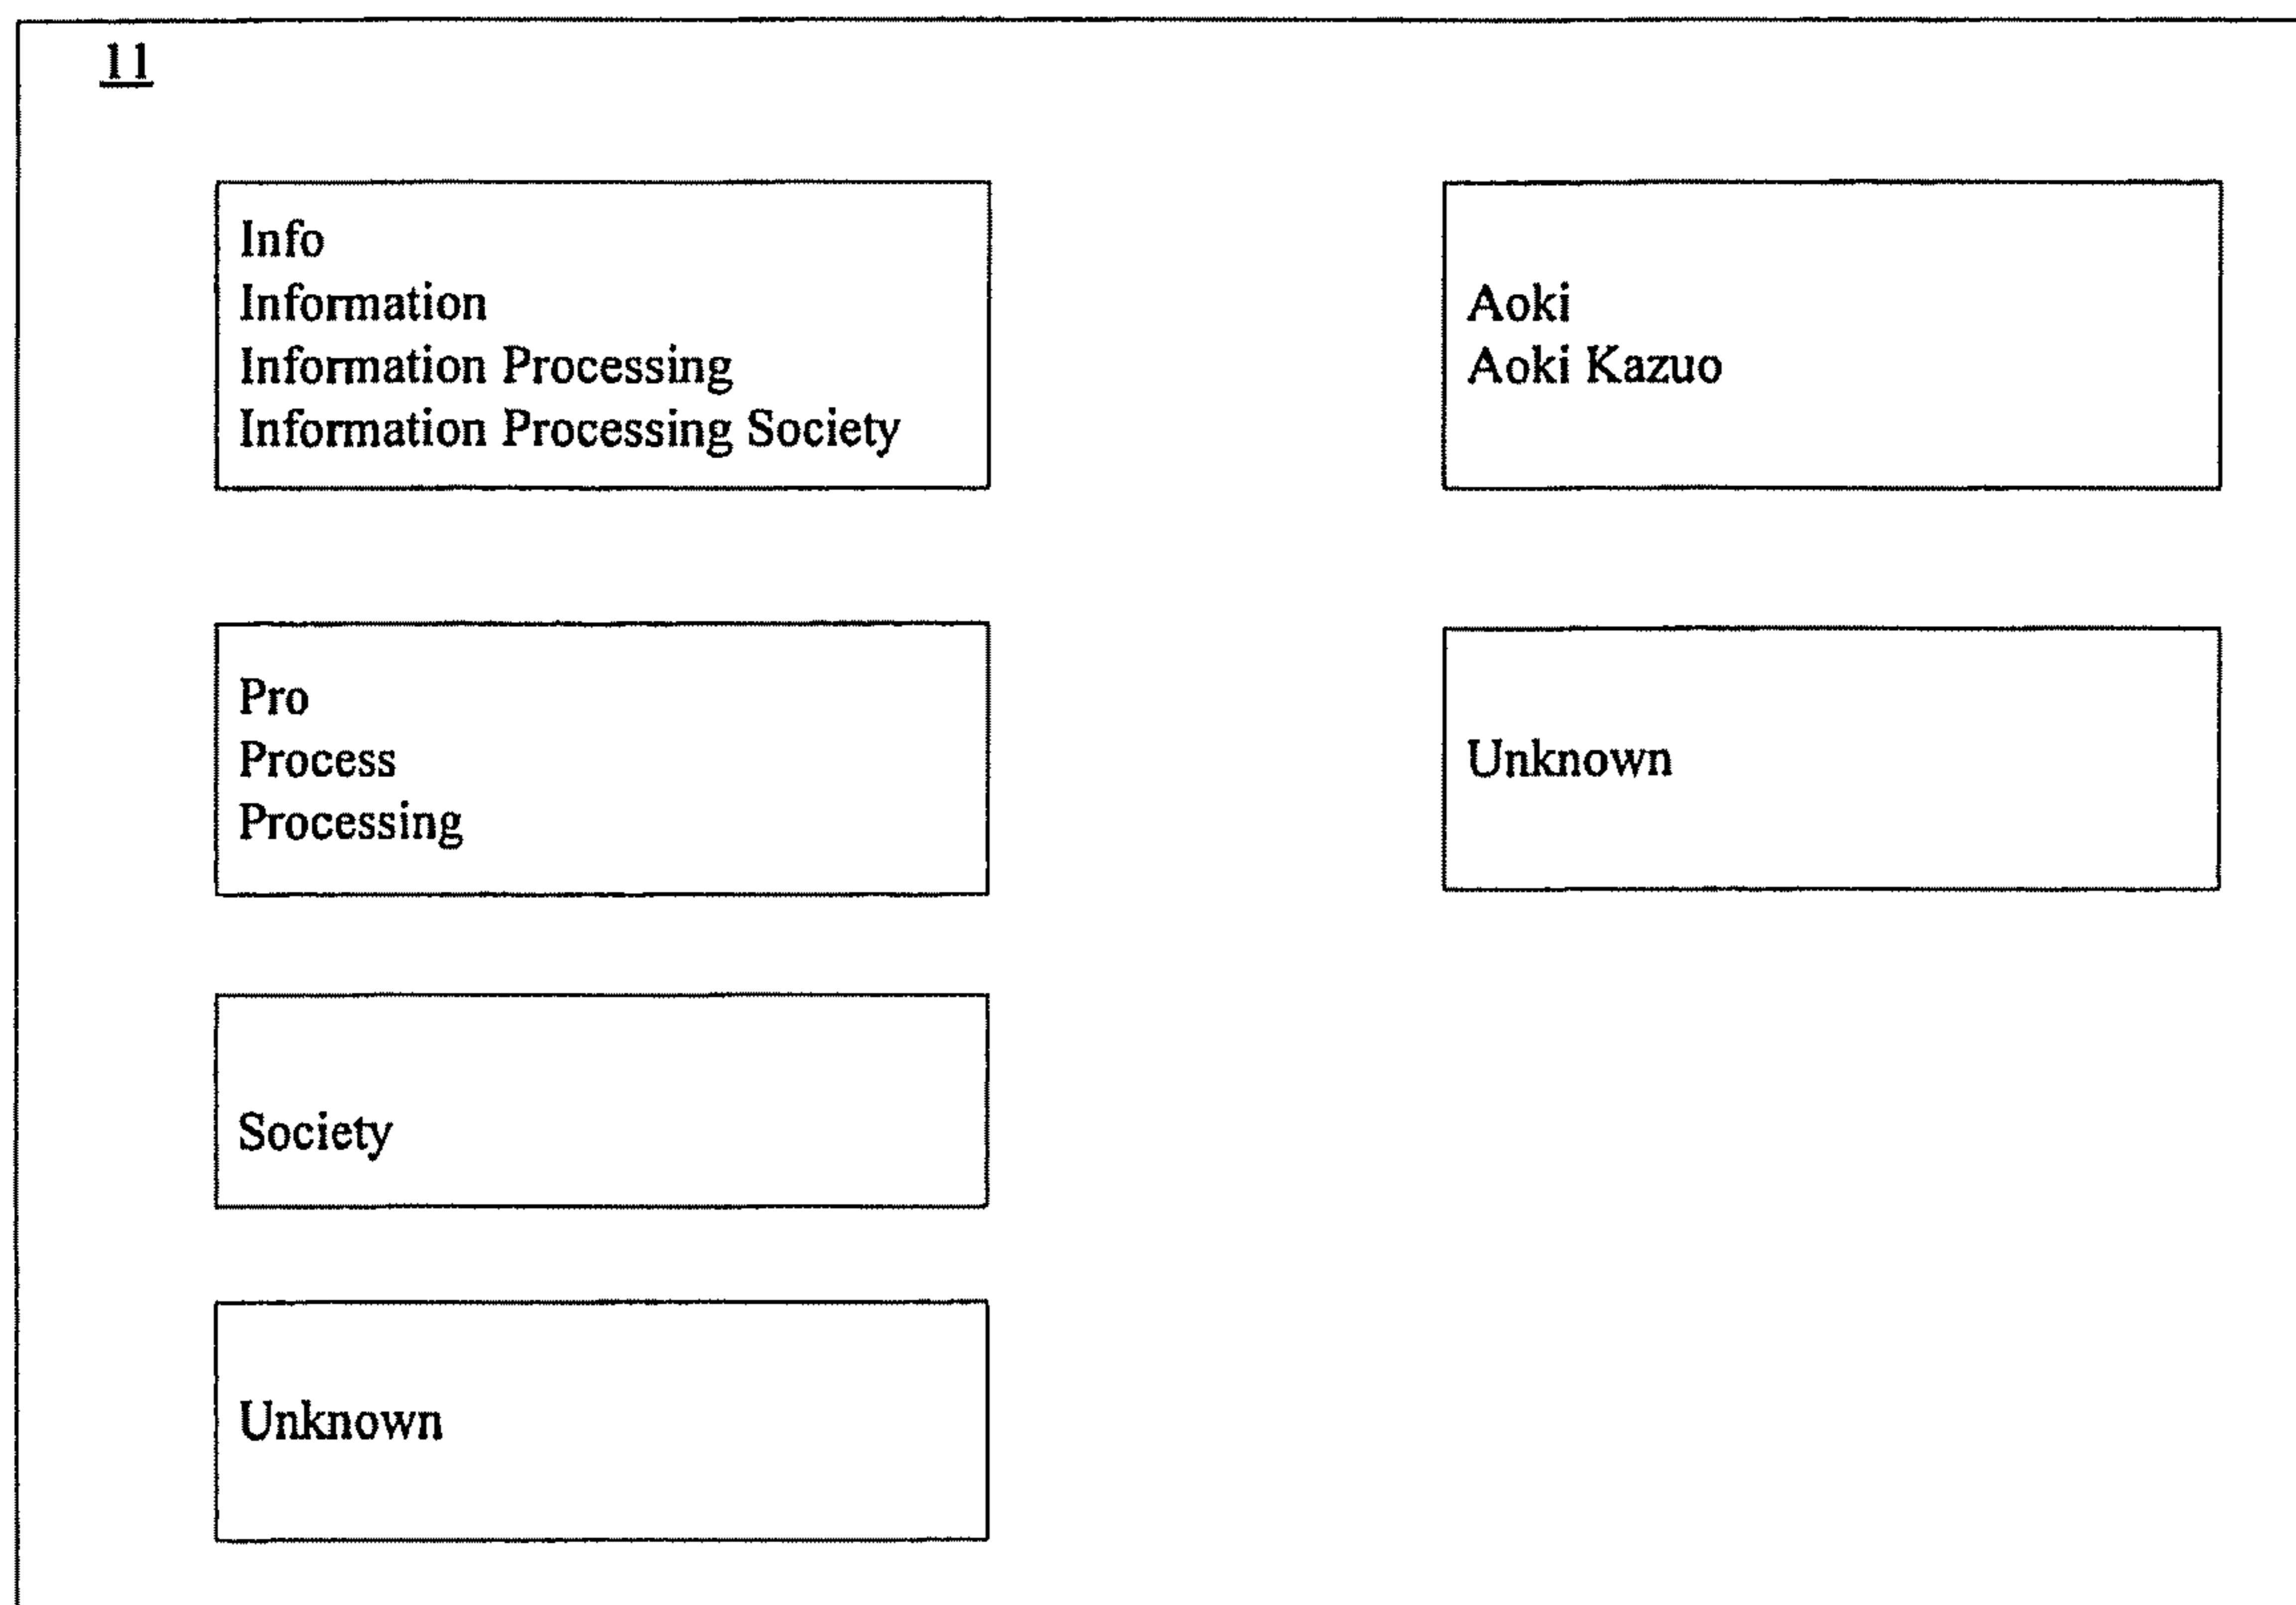 11
Info
Information
Information Processing
Information Processing Society
Aoki
Aoki Kazuo
Pro
Process
Processing
Unknown
Society
Unknown